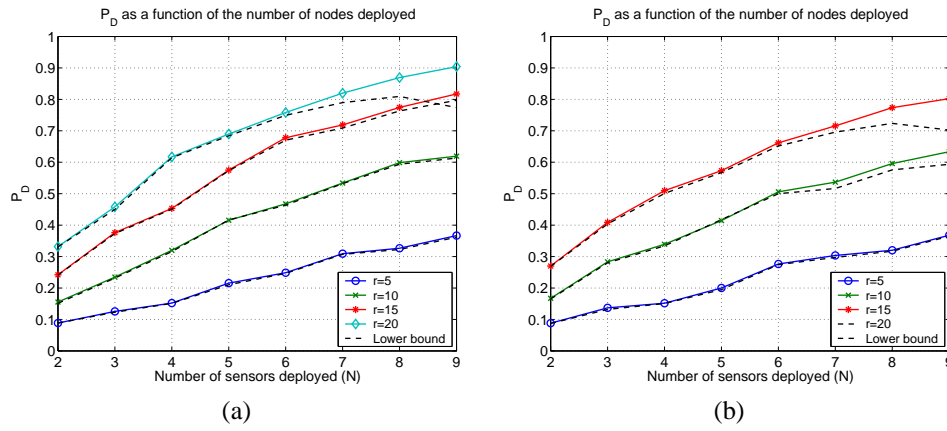 P_D as a function of the number of nodes deployed
1
0.9
0.8
0.7
0.6
0.5
0.4
0.3
0.2
0.1
0
P_D
r=5
r=10
r=15
r=20
Lower bound
2 3 4 5 6 7 8 9
Number of sensors deployed (N)
(a)
P_D as a function of the number of nodes deployed
1
0.9
0.8
0.7
0.6
0.5
0.4
0.3
0.2
0.1
0
P_D
r=5
r=10
r=15
r=20
Lower bound
2 3 4 5 6 7 8 9
Number of sensors deployed (N)
(b)